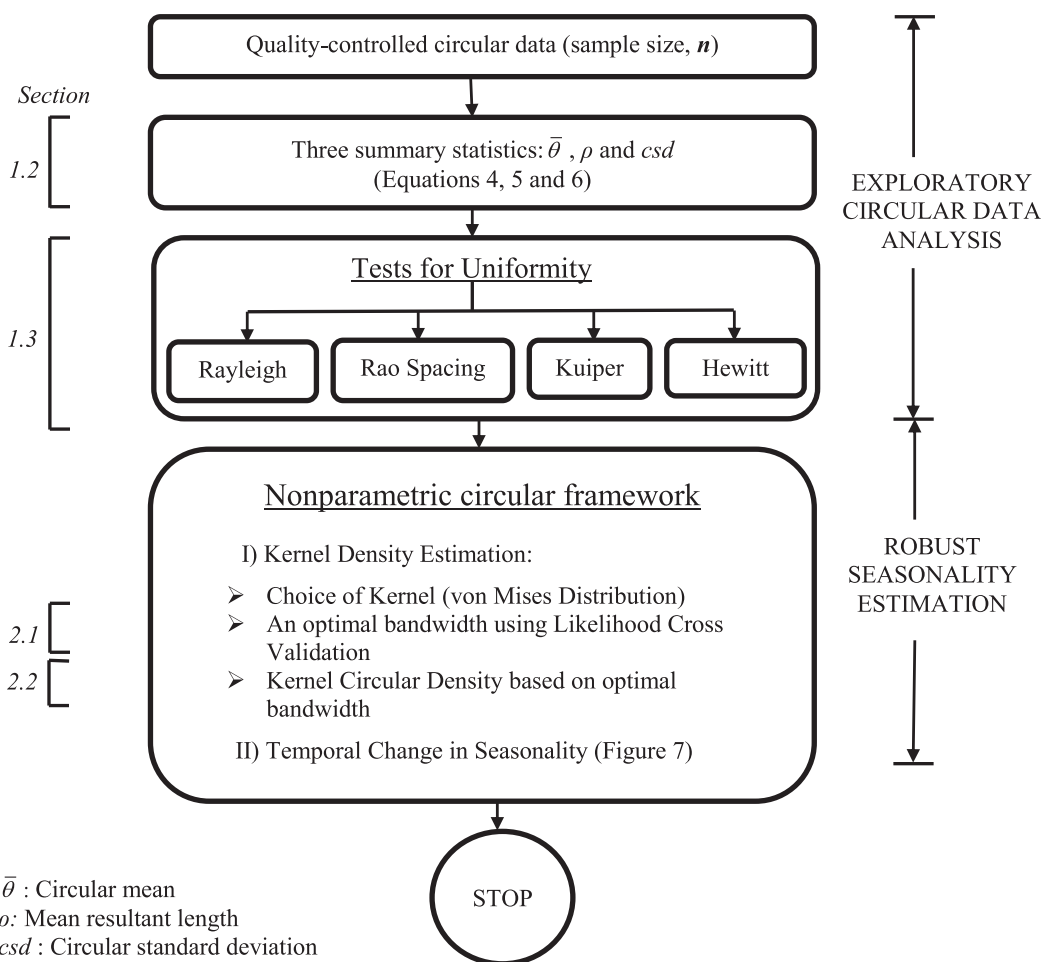 Quality-controlled circular data (sample size, n)
Section
1.2
Three summary statistics: θ̄ , ρ and csd
(Equations 4, 5 and 6)
EXPLORATORY
CIRCULAR DATA
ANALYSIS
1.3
Tests for Uniformity
Rayleigh
Rao Spacing
Kuiper
Hewitt
Nonparametric circular framework
I) Kernel Density Estimation:
➢ Choice of Kernel (von Mises Distribution)
➢ An optimal bandwidth using Likelihood Cross
Validation
➢ Kernel Circular Density based on optimal
bandwidth
II) Temporal Change in Seasonality (Figure 7)
2.1
2.2
ROBUST
SEASONALITY
ESTIMATION
STOP
θ̄ : Circular mean
ρ: Mean resultant length
csd : Circular standard deviation